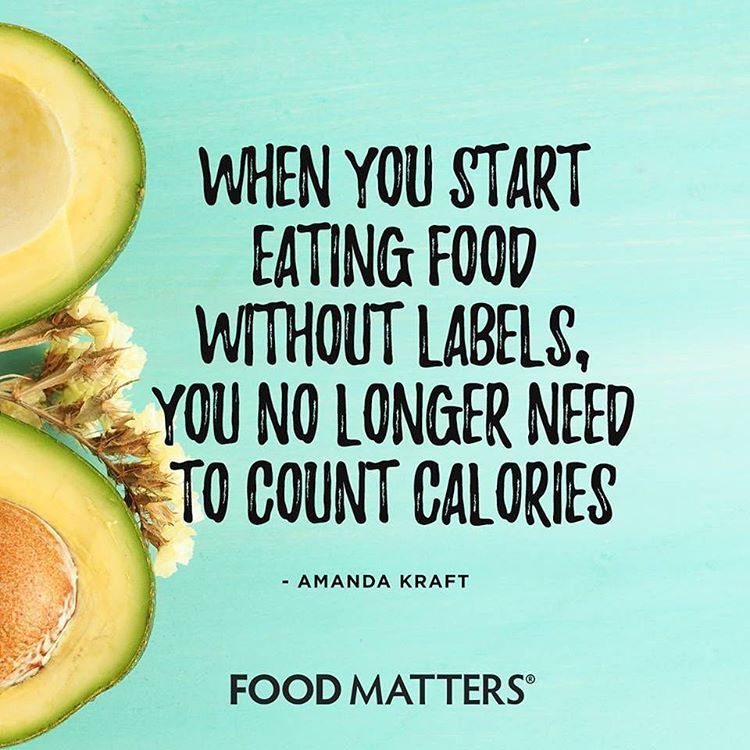 WHEN YOU START
EATING FOOD
WITHOUT LABELS,
YOU NO LONGER NEED
TO COUNT CALORIES
- AMANDA KRAFT
FOOD MATTERS®